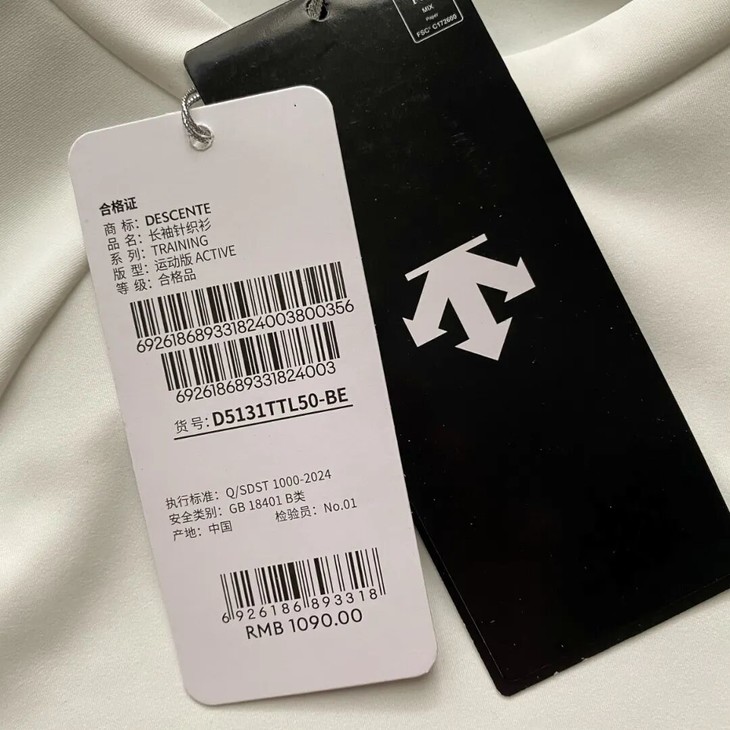 MIX
Paper
FSC® C172600
合格证
商 标: DESCENTE
品 名: 长袖针织衫
系 列: TRAINING
版 型: 运动版 ACTIVE
等 级: 合格品
69261868933182400380035​6
692618689331824003
货 号: D5131TTL50-BE
执行标准: Q/SDST 1000-2024
安全类别: GB 18401 B类
产地: 中国 检验员: No.01
6926186893318
RMB 1090.00